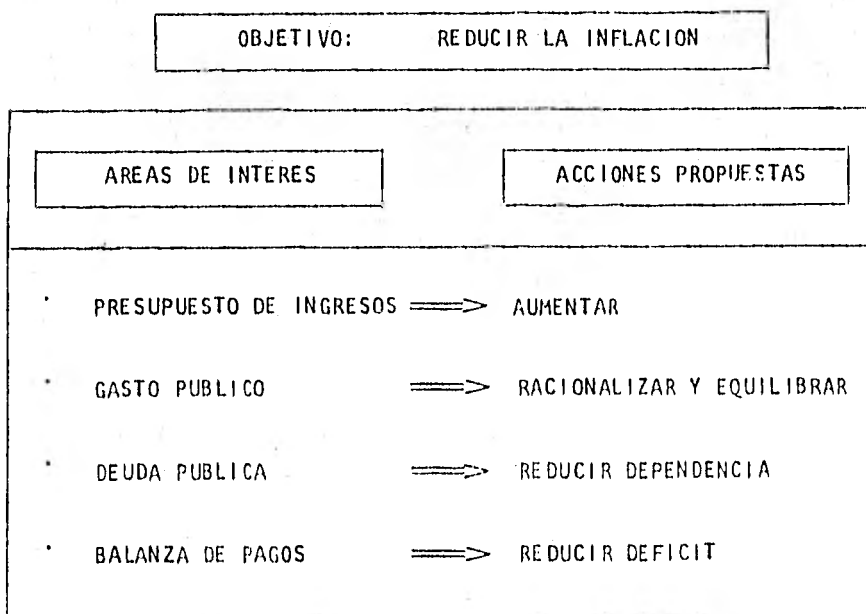 OBJETIVO: REDUCIR LA INFLACION
AREAS DE INTERES ACCIONES PROPUESTAS
· PRESUPUESTO DE INGRESOS ===> AUMENTAR
· GASTO PUBLICO ===> RACIONALIZAR Y EQUILIBRAR
· DEUDA PUBLICA ===> REDUCIR DEPENDENCIA
· BALANZA DE PAGOS ===> REDUCIR DEFICIT